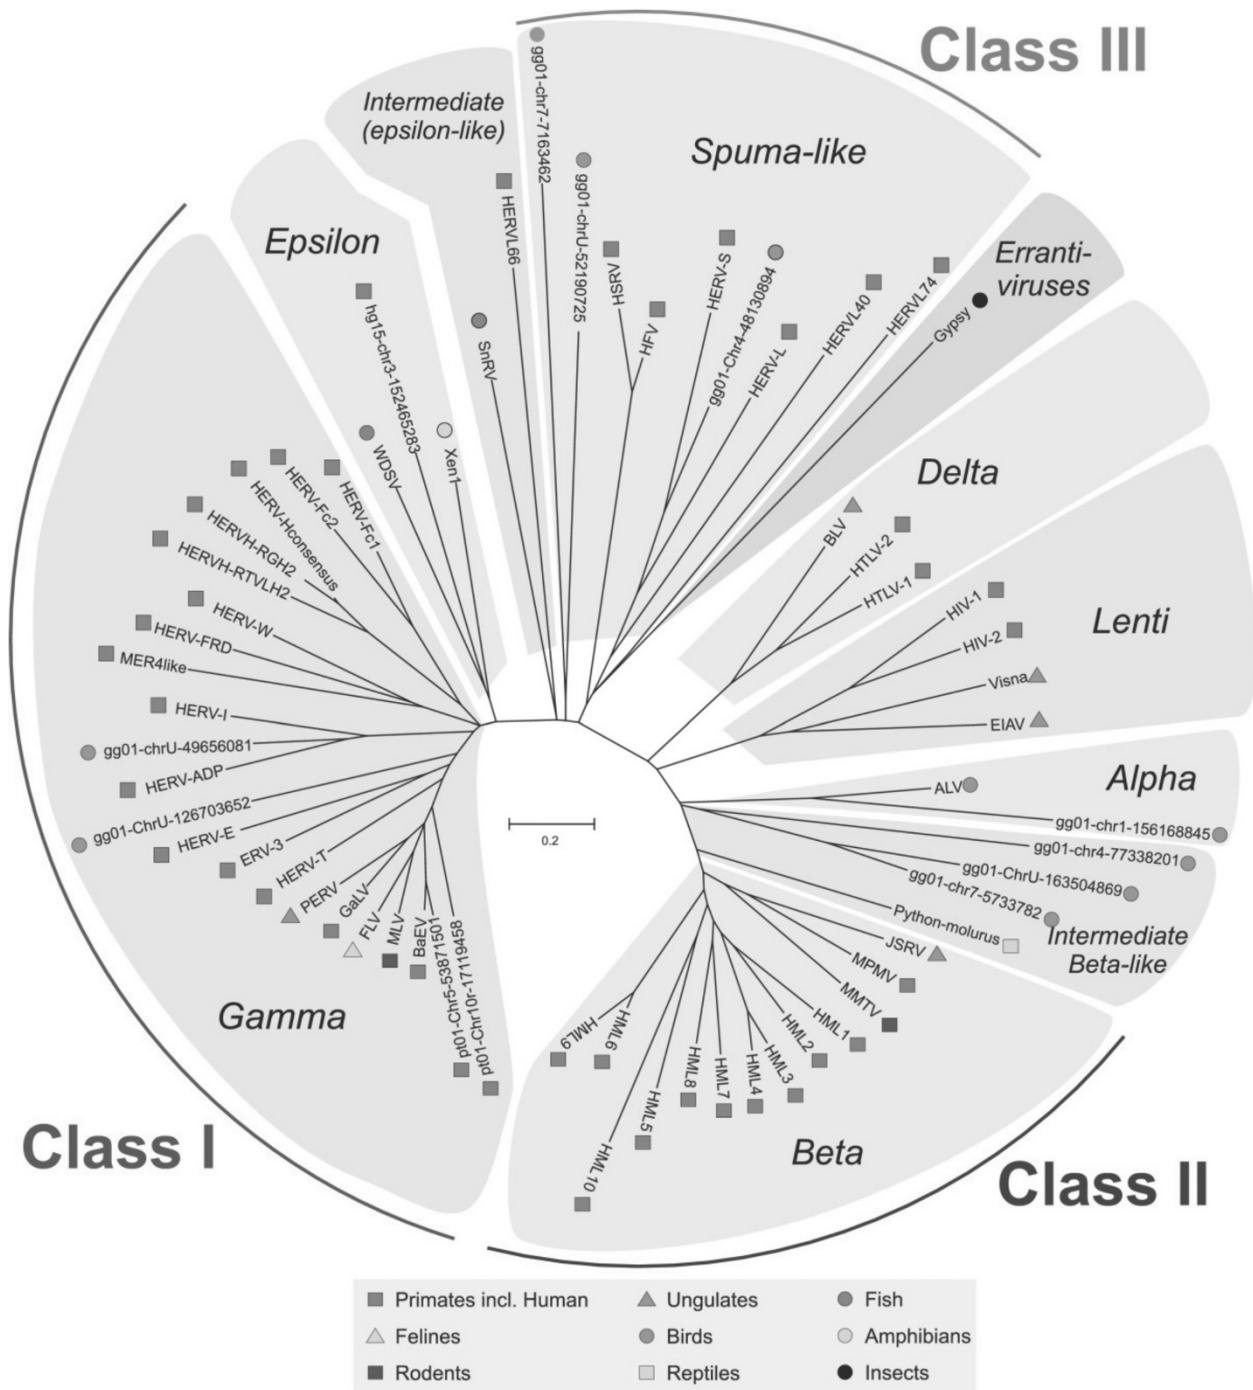 Class III
gg01-chr7-7163462
Intermediate
(epsilon-like)
gg01-chrU-52190725
Spuma-like
HERVL66
HSRV
HFV
HERV-S
gg01-Chr4-48130894
HERV-L
HERVL40
HERVL74
Erranti-
viruses
Gypsy
Epsilon
hg15-chr3-152465283
SnRV
WDSV
Xen1
Delta
BLV
HTLV-2
HTLV-1
HIV-1
HIV-2
Lenti
Visna
EIAV
HERV-Fc1
HERV-Fc2
HERV-Hconsensus
HERVH-RGH2
HERVH-RTVLH2
HERV-W
HERV-FRD
MER4like
HERV-I
gg01-chrU-49656081
HERV-ADP
gg01-ChrU-126703652
HERV-E
ERV-3
HERV-T
PERV
GaLV
FLV
MLV
BaEV
pt01-Chr5-53871501
pt01-Chr10r-17119458
Gamma
Class I
0.2
ALV
Alpha
gg01-chr1-156168845
gg01-chr4-77338201
gg01-ChrU-163504869
gg01-chr7-5733782
Python-molurus
Intermediate
Beta-like
JSRV
MPMV
MMTV
HML1
HML2
HML3
HML4
HML7
HML8
HML5
HML10
HML6
HML9
Beta
Class II
Primates incl. Human
Ungulates
Fish
Felines
Birds
Amphibians
Rodents
Reptiles
Insects